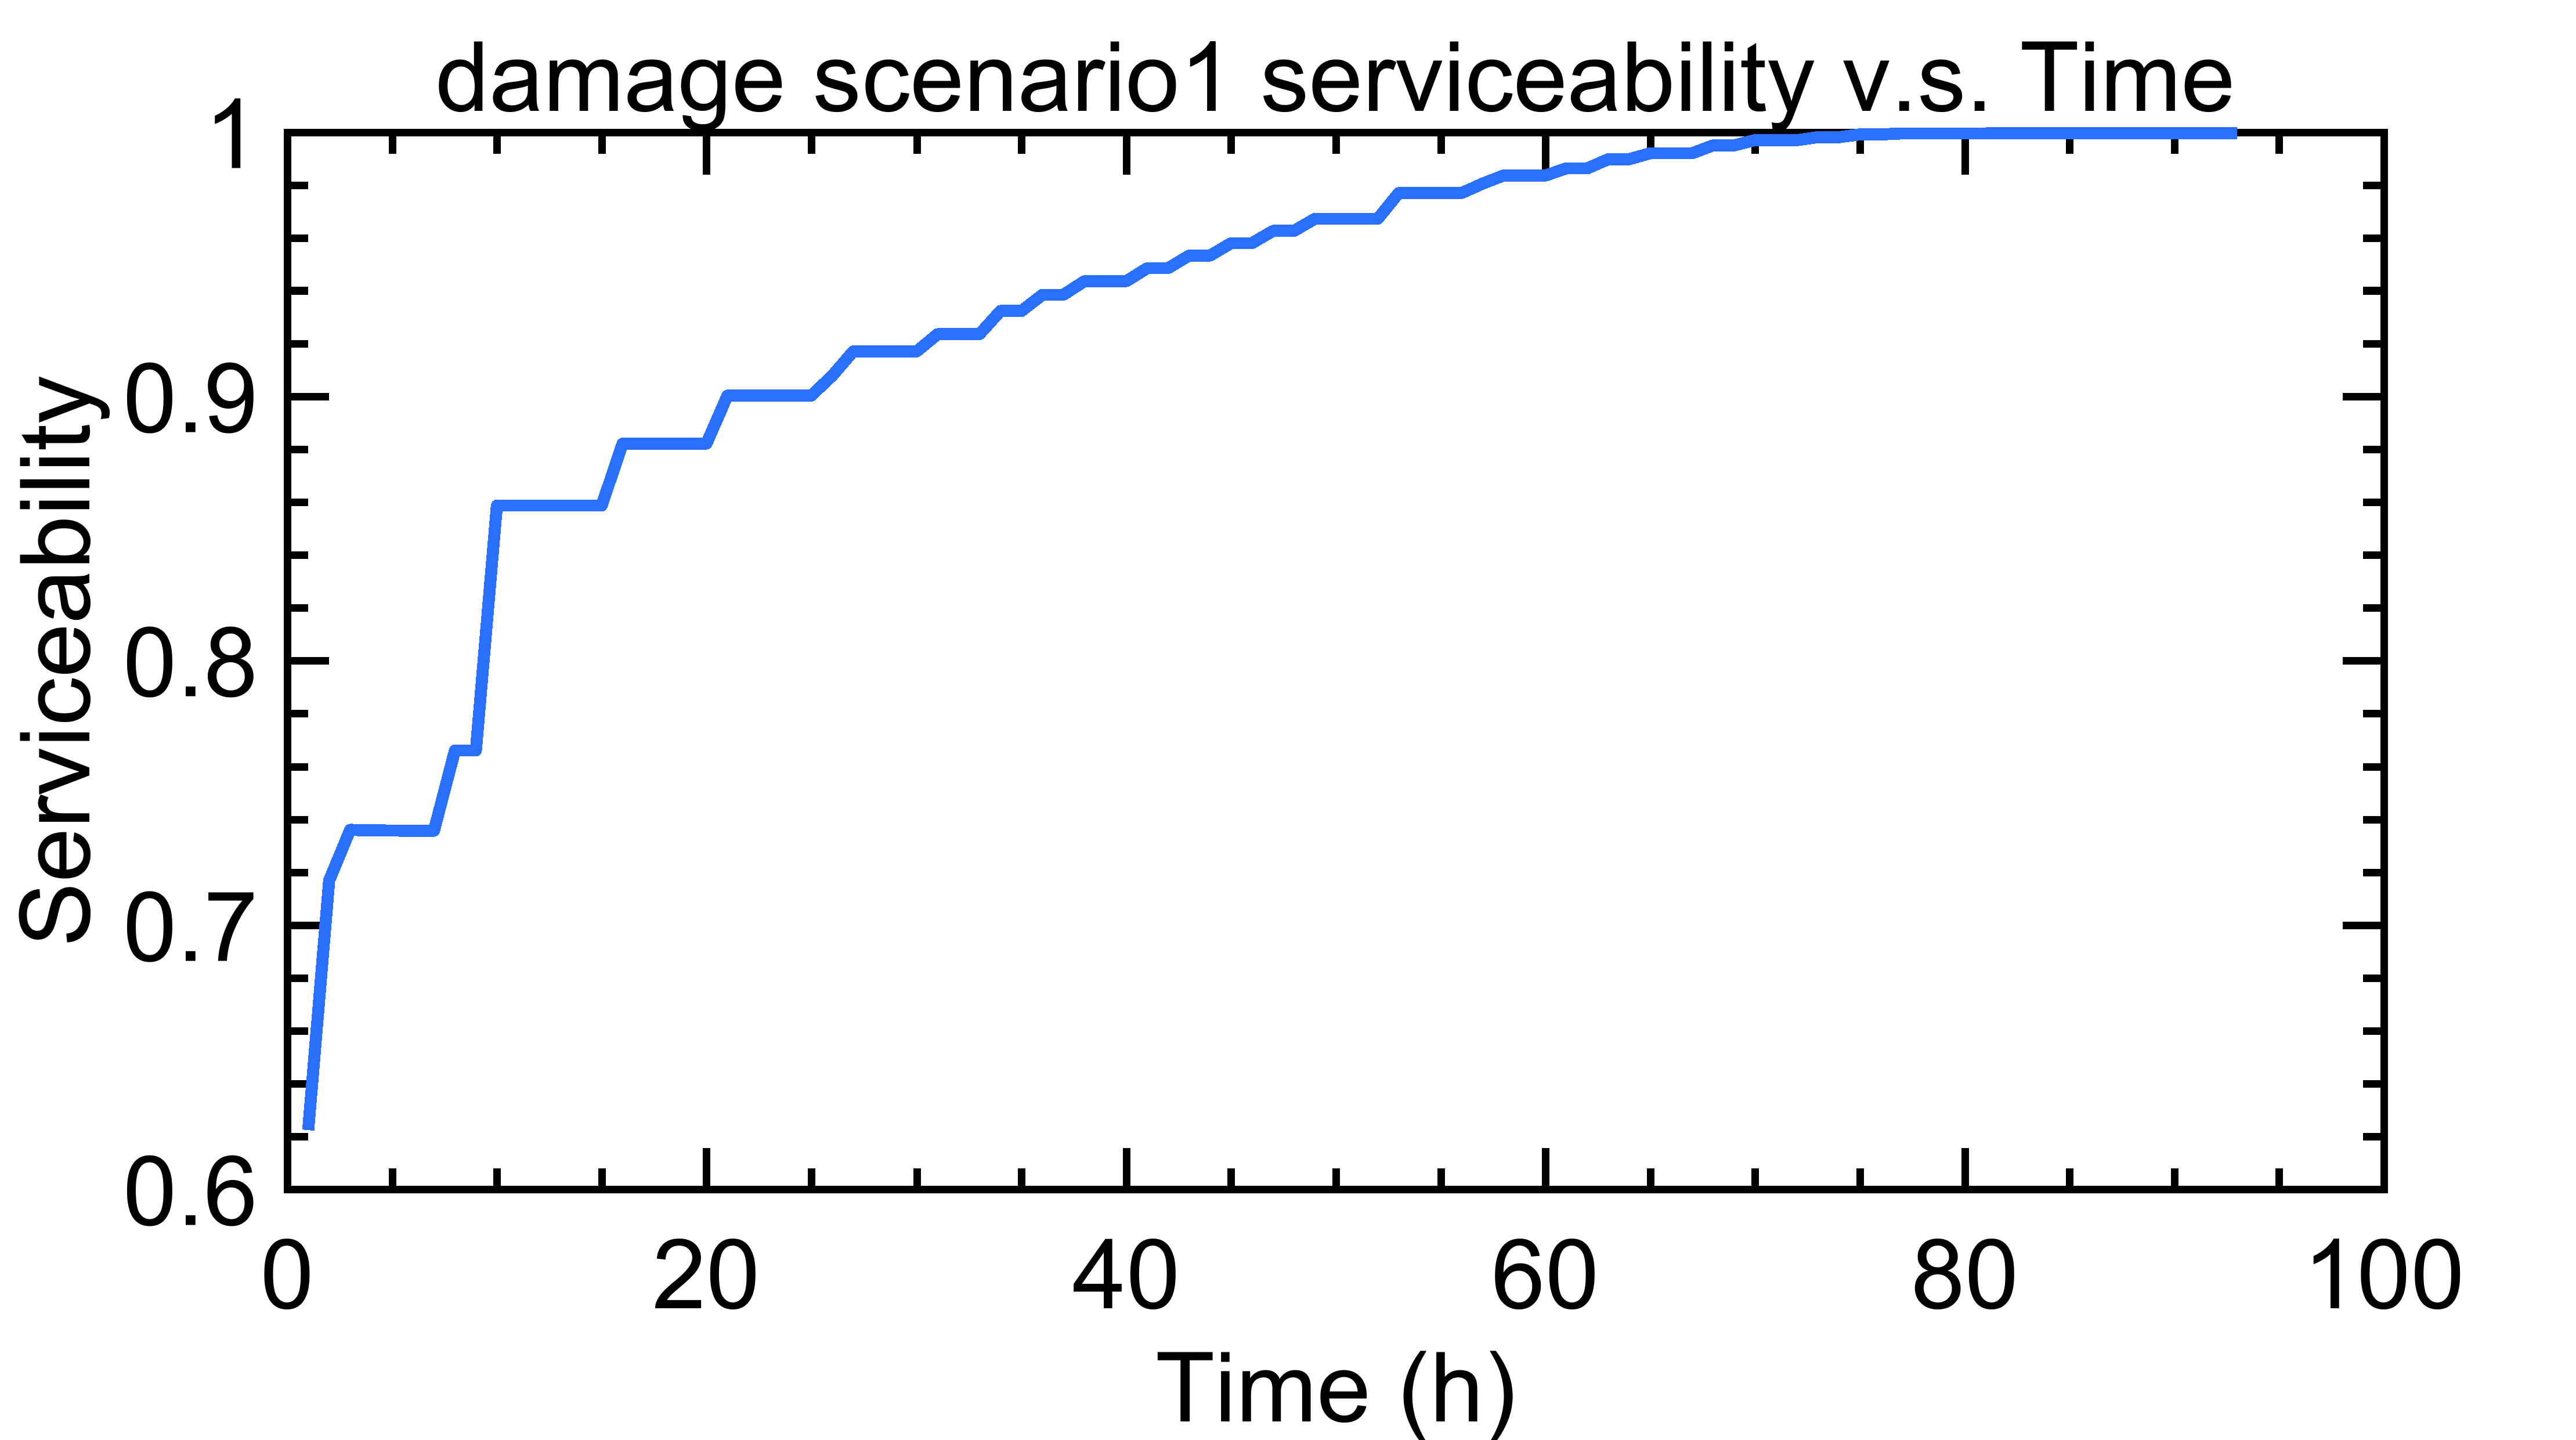 damage scenario1 serviceability v.s. Time
1
0.9
0.8
0.7
0.6
Serviceability
0 20 40 60 80 100
Time (h)